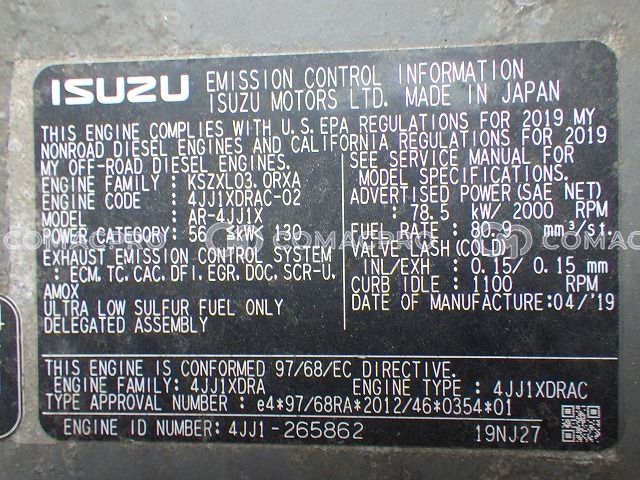 ISUZU EMISSION CONTROL INFORMATION
ISUZU MOTORS LTD. MADE IN JAPAN
THIS ENGINE COMPLIES WITH U.S.EPA REGULATIONS FOR 2019 MY
NONROAD DIESEL ENGINES AND CALIFORNIA REGULATIONS FOR 2019
MY OFF-ROAD DIESEL ENGINES.
ENGINE FAMILY : KSZXL03.0RXA
ENGINE CODE : 4JJ1XDRAC-02
MODEL : AR-4JJ1X
POWER CATEGORY: 56 ≦kW< 130
EXHAUST EMISSION CONTROL SYSTEM
: ECM, TC, CAC, DFI, EGR, DOC, SCR-U,
AMOX
ULTRA LOW SULFUR FUEL ONLY
DELEGATED ASSEMBLY
SEE SERVICE MANUAL FOR
MODEL SPECIFICATIONS.
ADVERTISED POWER(SAE NET)
: 78.5 kW/ 2000 RPM
FUEL RATE: 80.9 mm³/st.
VALVE LASH(COLD)
INL/EXH : 0.15/ 0.15 mm
CURB IDLE : 1100 RPM
DATE OF MANUFACTURE:04/'19
THIS ENGINE IS CONFORMED 97/68/EC DIRECTIVE.
ENGINE FAMILY: 4JJ1XDRA ENGINE TYPE : 4JJ1XDRAC
TYPE APPROVAL NUMBER : e4*97/68RA*2012/46*0354*01
ENGINE ID NUMBER: 4JJ1-265862 19NJ27
COMACPRO COMACPRO COMACPRO